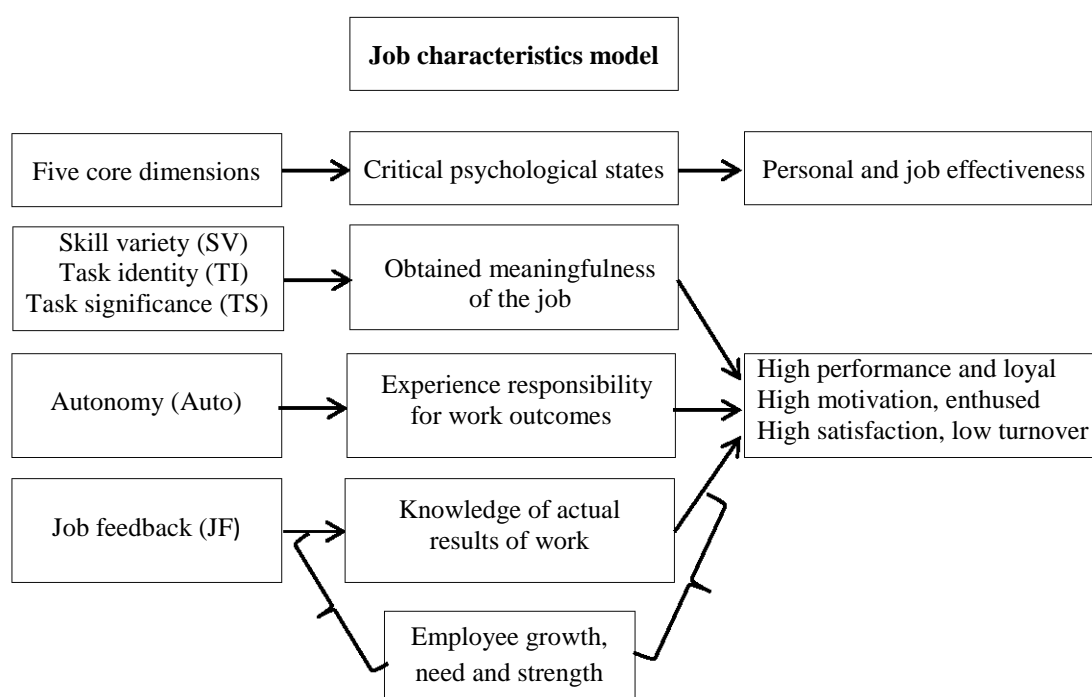 Job characteristics model
Five core dimensions
Critical psychological states
Personal and job effectiveness
Skill variety (SV)
Task identity (TI)
Task significance (TS)
Obtained meaningfulness
of the job
Autonomy (Auto)
Experience responsibility
for work outcomes
High performance and loyal
High motivation, enthused
High satisfaction, low turnover
Job feedback (JF)
Knowledge of actual
results of work
Employee growth,
need and strength